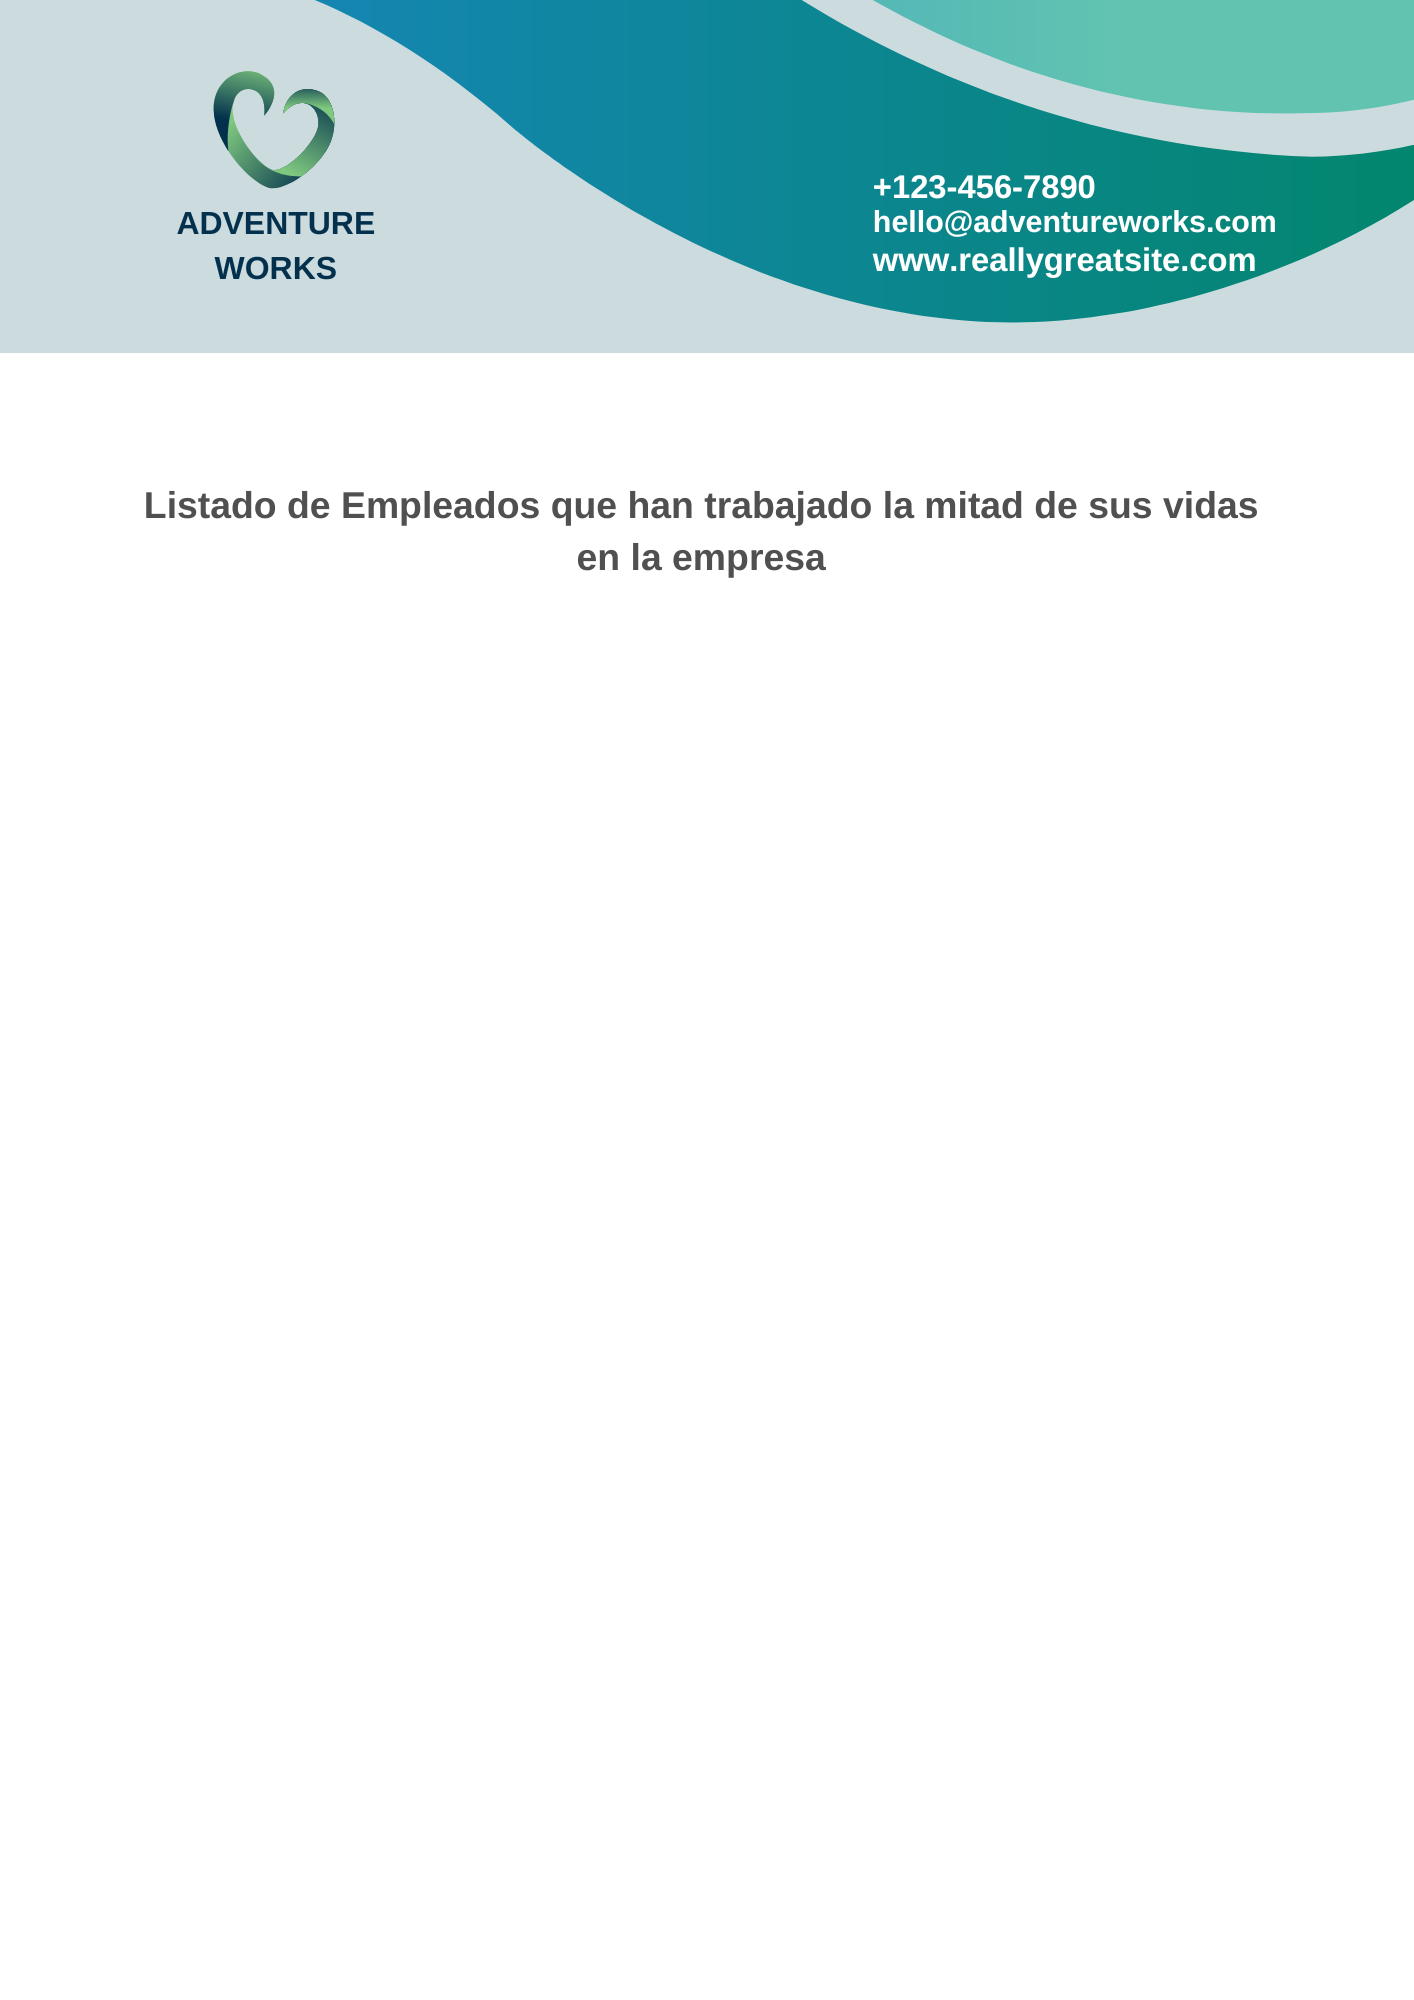 ADVENTURE
WORKS
+123-456-7890
hello@adventureworks.com
www.reallygreatsite.com
Listado de Empleados que han trabajado la mitad de sus vidas
en la empresa